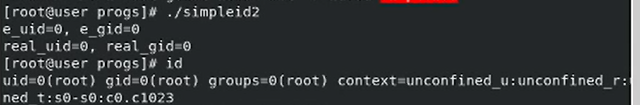 [root@user progs]# ./simpleid2
e_uid=0, e_gid=0
real_uid=0, real_gid=0
[root@user progs]# id
uid=0(root) gid=0(root) groups=0(root) context=unconfined_u:unconfined_r:
ned_t:s0-s0:c0.c1023